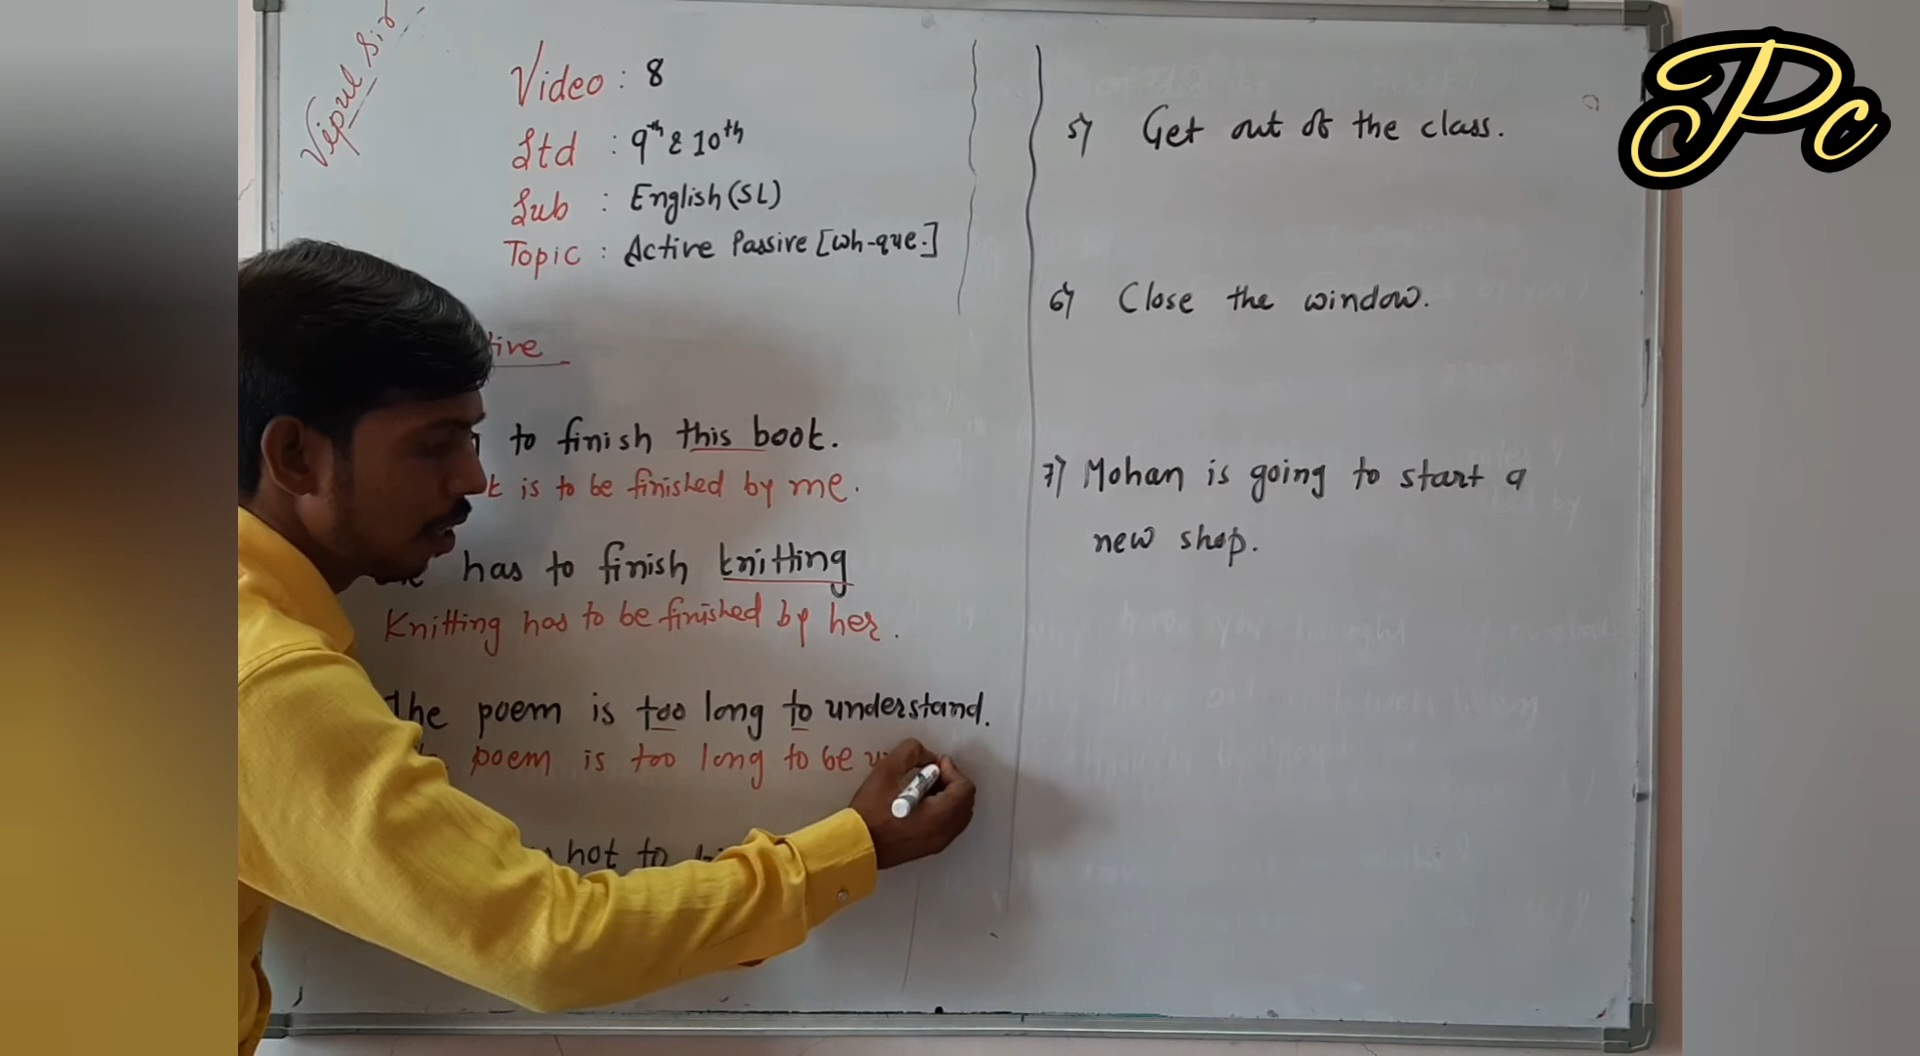 Vipul Sir
Video : 8
Std : 9th & 10th
Sub : English (SL)
Topic : Active Passive [wh-que.]
to finish this book.
is to be finished by me.
has to finish knitting
Knitting has to be finished by her.
The poem is too long to understand.
poem is too long to be
hot to
5) Get out of the class.
6) Close the window.
7) Mohan is going to start a
new shop.
Pc